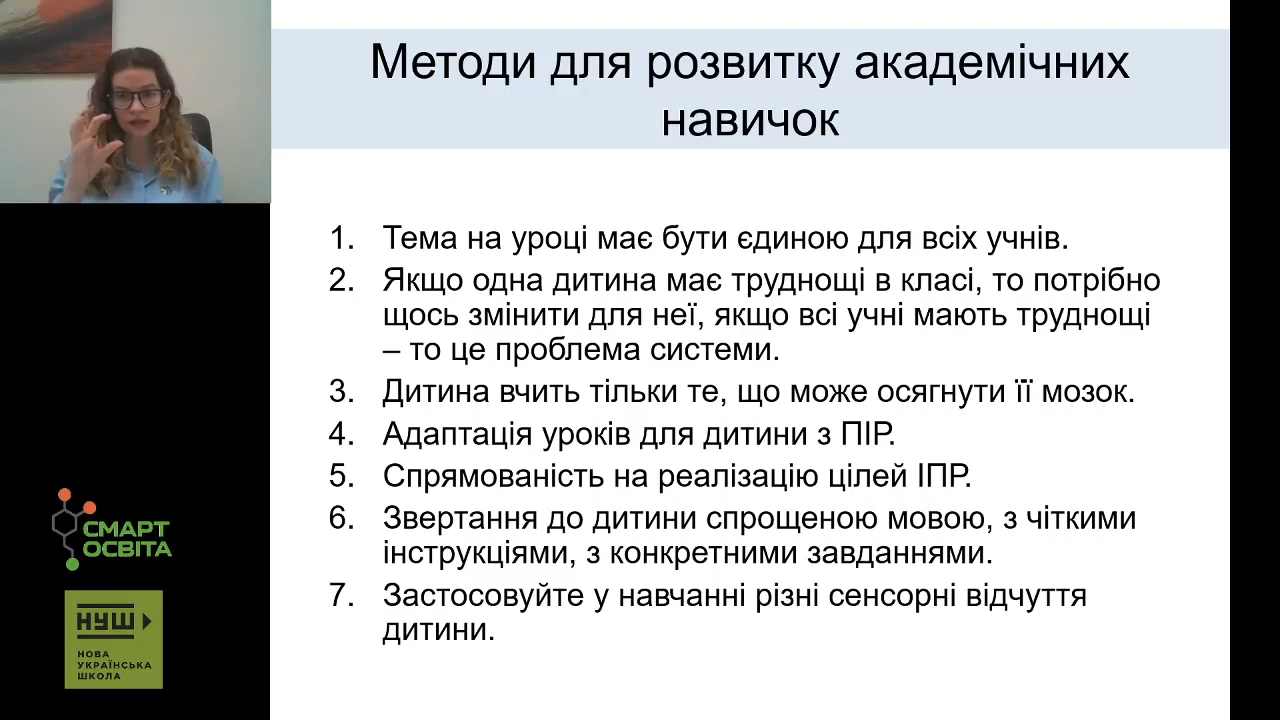 Методи для розвитку академічних
навичок
1. Тема на уроці має бути єдиною для всіх учнів.
2. Якщо одна дитина має труднощі в класі, то потрібно
щось змінити для неї, якщо всі учні мають труднощі
– то це проблема системи.
3. Дитина вчить тільки те, що може осягнути її мозок.
4. Адаптація уроків для дитини з ПІР.
5. Спрямованість на реалізацію цілей ІПР.
6. Звертання до дитини спрощеною мовою, з чіткими
інструкціями, з конкретними завданнями.
7. Застосовуйте у навчанні різні сенсорні відчуття
дитини.
СМАРТ
ОСВІТА
НУШ
НОВА
УКРАЇНСЬКА
ШКОЛА